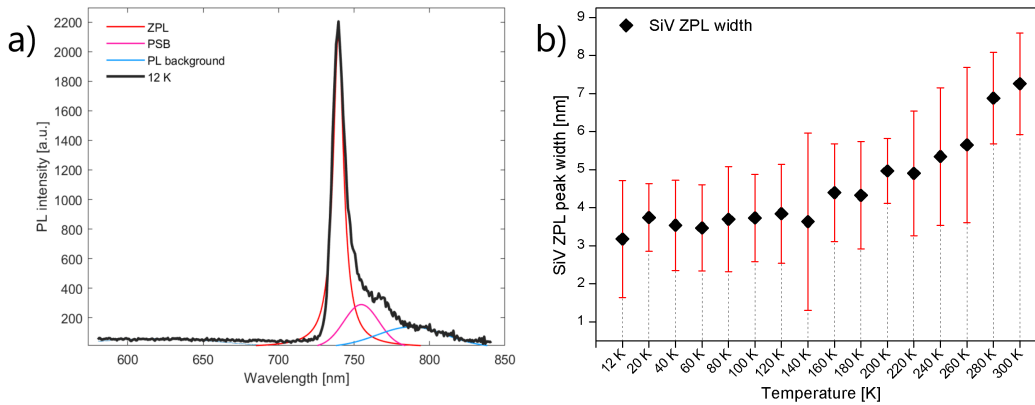 a)
PL intensity [a.u.]
2200
2000
1800
1600
1400
1200
1000
800
600
400
200
ZPL
PSB
PL background
12 K
600
650
700
750
800
850
Wavelength [nm]
b)
SiV ZPL peak width [nm]
9
8
7
6
5
4
3
2
1
SiV ZPL width
12 K
20 K
40 K
60 K
80 K
100 K
120 K
140 K
160 K
180 K
200 K
220 K
240 K
260 K
280 K
300 K
Temperature [K]